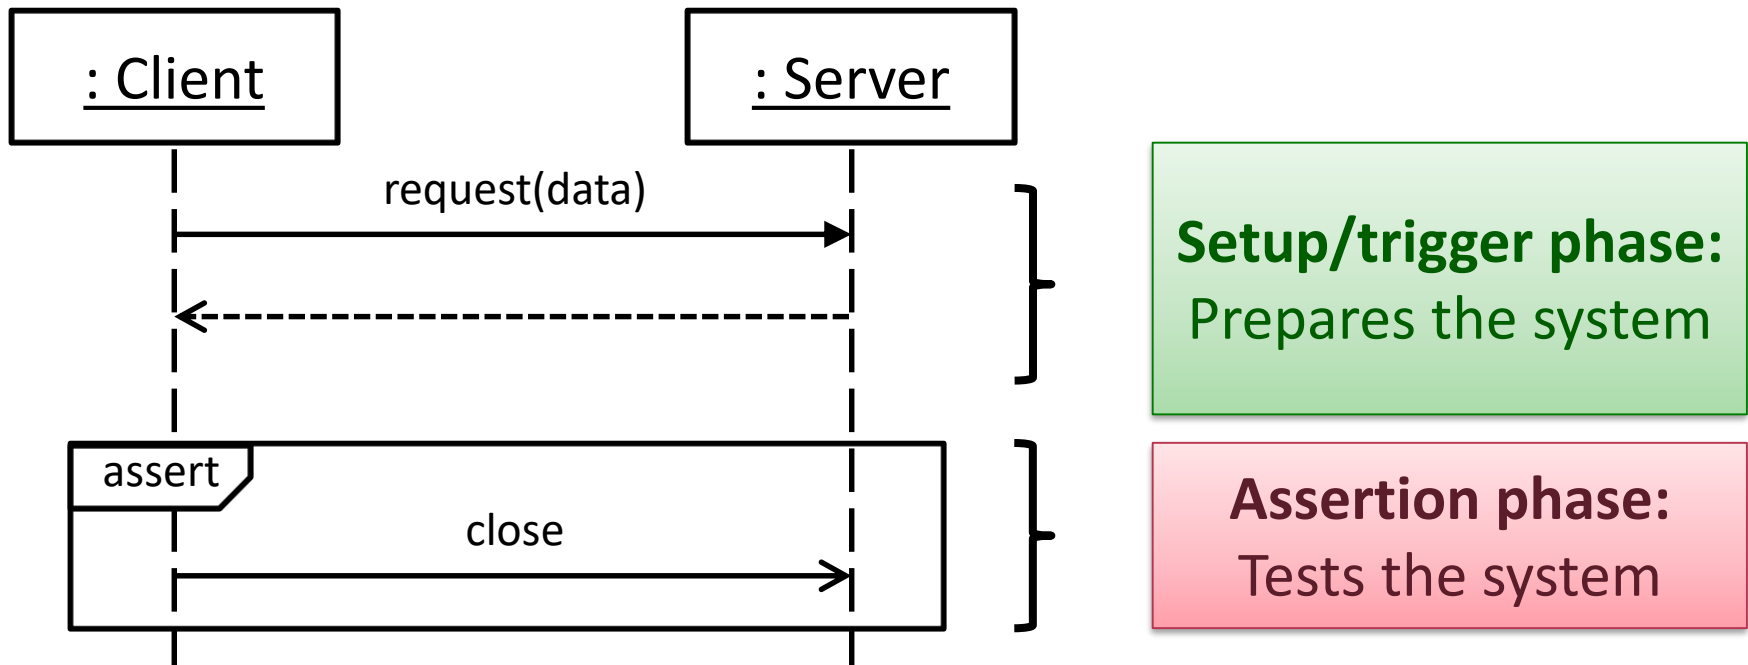 : Client
: Server
request(data)
Setup/trigger phase:
Prepares the system
assert
close
Assertion phase:
Tests the system